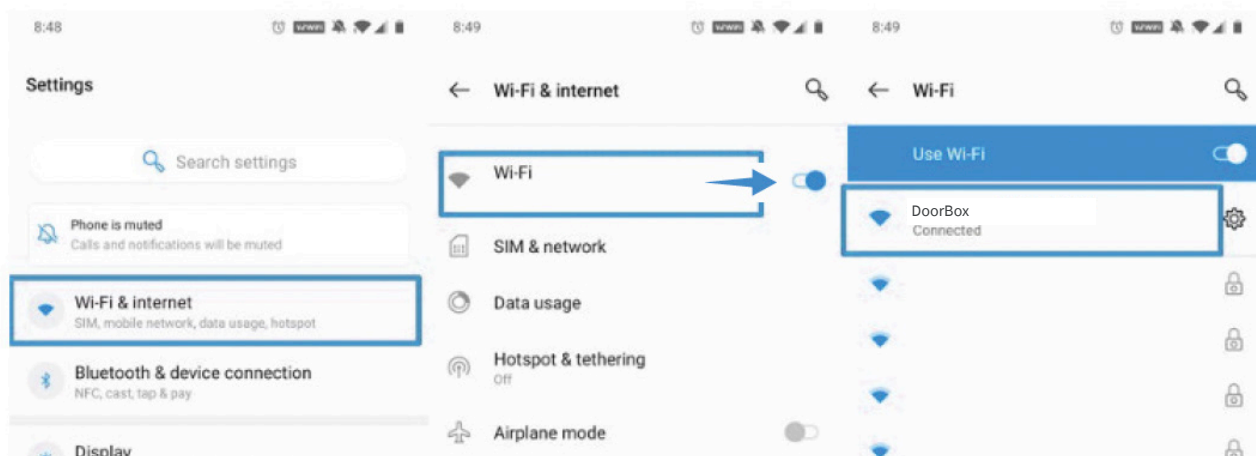 8:48
Settings
Search settings
Phone is muted
Calls and notifications will be muted
Wi-Fi & internet
SIM, mobile network, data usage, hotspot
Bluetooth & device connection
NFC, cast, tap & pay
Display
8:49
Wi-Fi & internet
Wi-Fi
SIM & network
Data usage
Hotspot & tethering
Off
Airplane mode
8:49
Wi-Fi
Use Wi-Fi
DoorBox
Connected